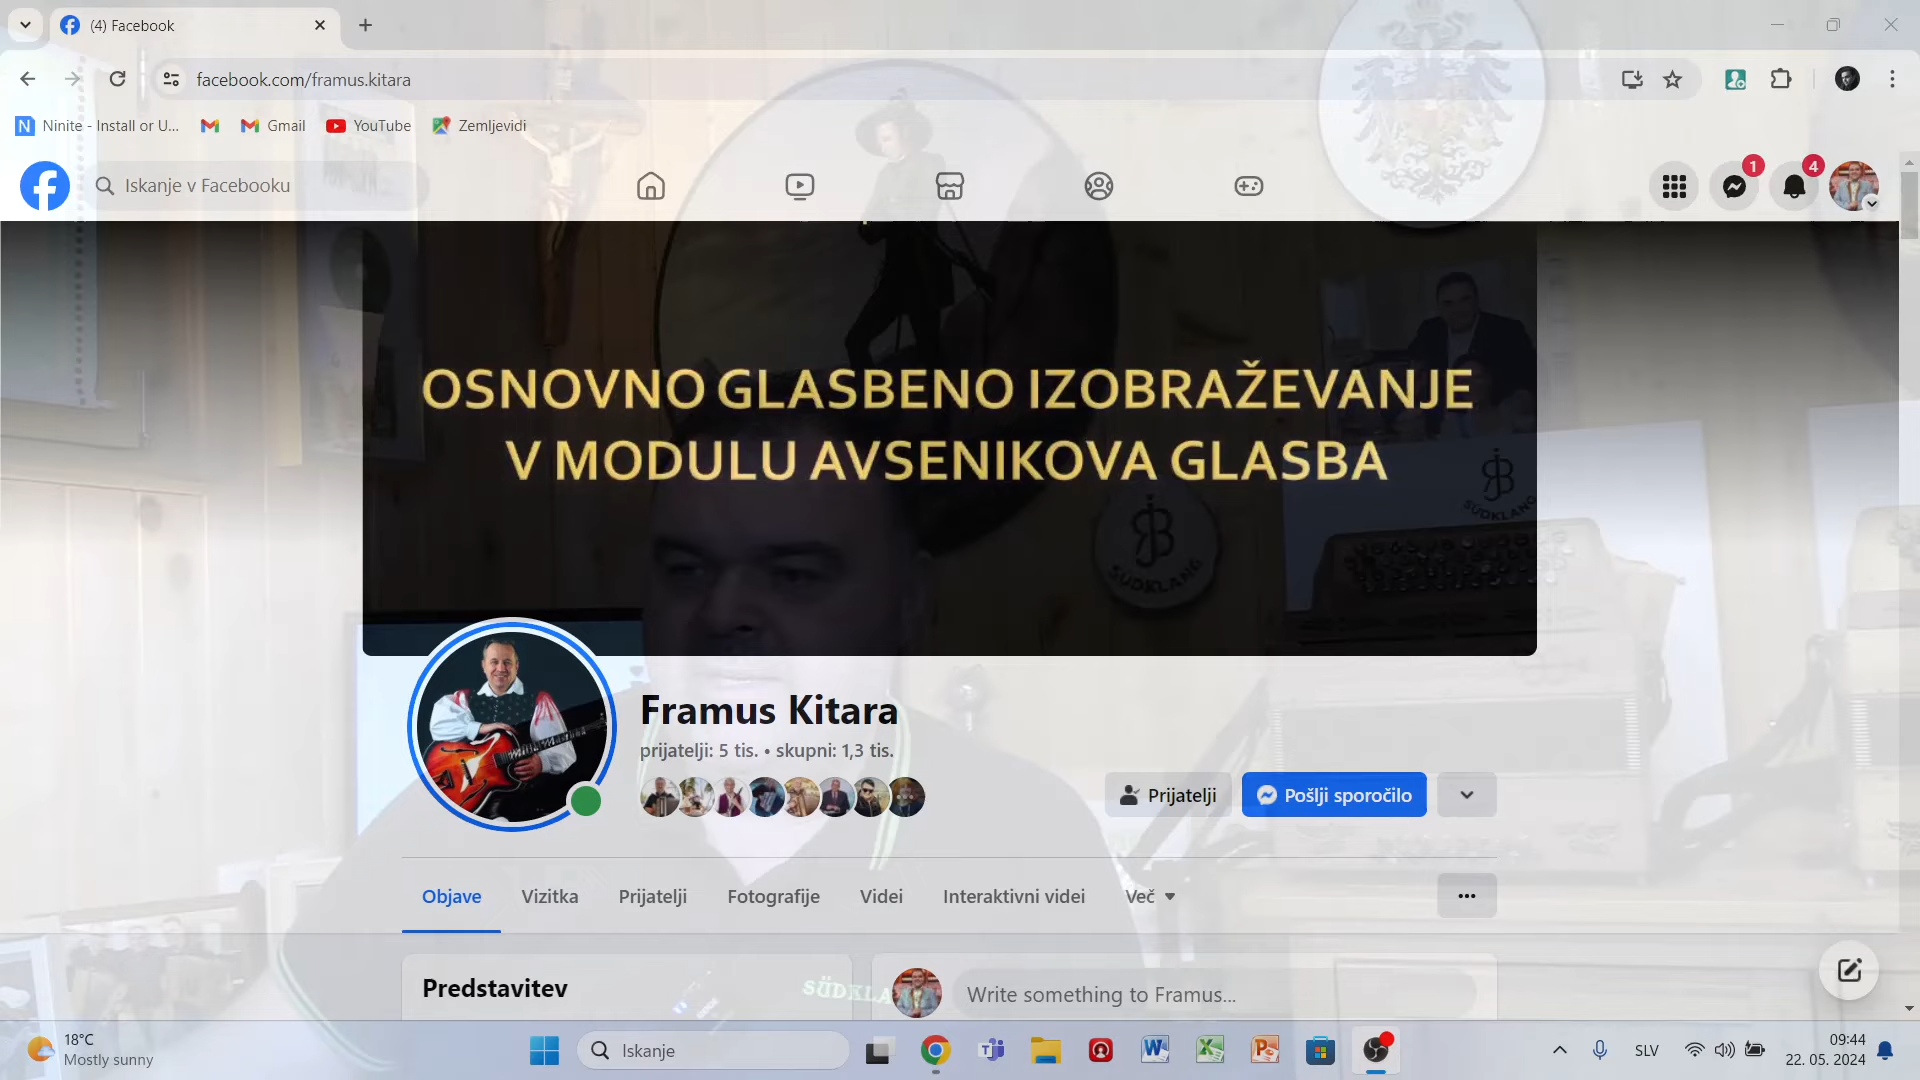 (4) Facebook
facebook.com/framus.kitara
Ninite - Install or U...
Gmail
YouTube
Zemljevidi
Iskanje v Facebooku
1
4
OSNOVNO GLASBENO IZOBRAŽEVANJE
V MODULU AVSENIKOVA GLASBA
SÜDKLANG
SÜDKLANG
Framus Kitara
prijatelji: 5 tis. • skupni: 1,3 tis.
Prijatelji
Pošlji sporočilo
Objave
Vizitka
Prijatelji
Fotografije
Videi
Interaktivni videi
Več
Predstavitev
SÜDKLA
Write something to Framus...
18°C
Mostly sunny
Iskanje
SLV
09:44
22. 05. 2024